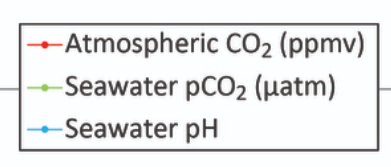 Atmospheric CO₂ (ppmv)
Seawater pCO₂ (µatm)
Seawater pH